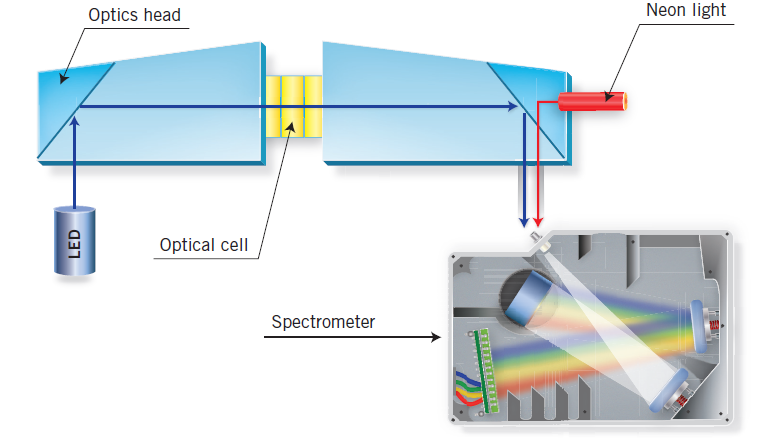 Optics head
Neon light
LED
Optical cell
Spectrometer